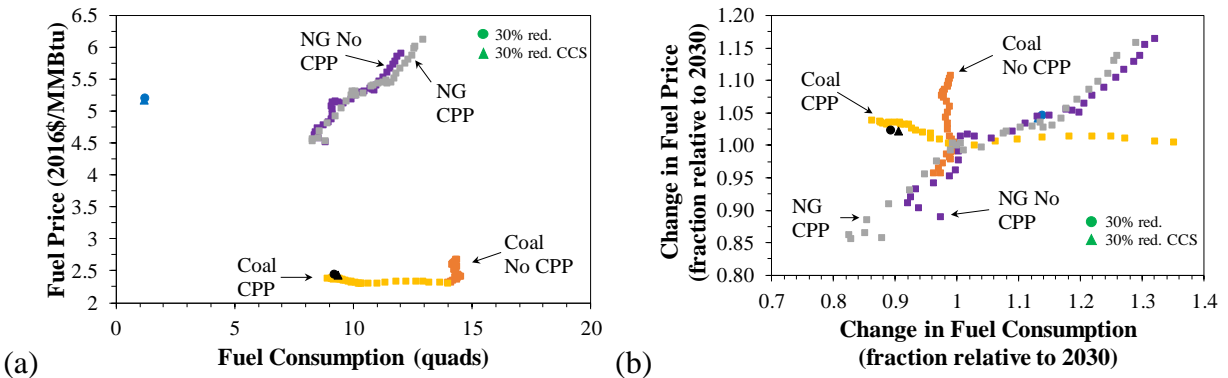 6.5
6
5.5
5
4.5
4
3.5
3
2.5
2
Fuel Price (2016$/MMBtu)
NG No
CPP
NG
CPP
30% red.
30% red. CCS
Coal
CPP
Coal
No CPP
0
5
10
15
20
Fuel Consumption (quads)
(a)
1.20
1.15
1.10
1.05
1.00
0.95
0.90
0.85
0.80
Change in Fuel Price
(fraction relative to 2030)
Coal
No CPP
Coal
CPP
NG
CPP
NG No
CPP
30% red.
30% red. CCS
0.7
0.8
0.9
1
1.1
1.2
1.3
1.4
Change in Fuel Consumption
(fraction relative to 2030)
(b)